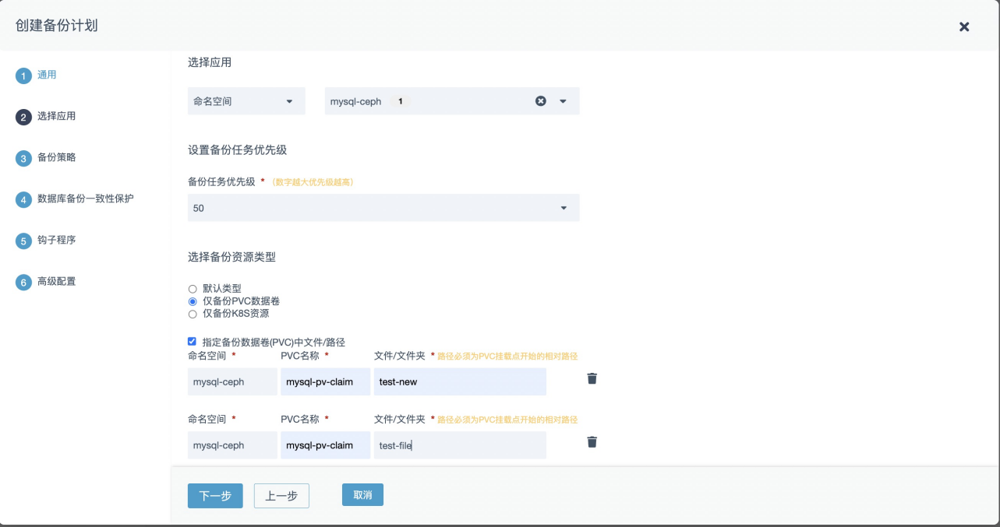 创建备份计划
1 通用
2 选择应用
3 备份策略
4 数据库备份一致性保护
5 钩子程序
6 高级配置
选择应用
命名空间 mysql-ceph 1
设置备份任务优先级
备份任务优先级 * (数字越大优先级越高)
50
选择备份资源类型
默认类型
仅备份PVC数据卷
仅备份K8S资源
指定备份数据卷(PVC)中文件/路径
命名空间 * PVC名称 * 文件/文件夹 * 路径必须为PVC挂载点开始的相对路径
mysql-ceph mysql-pv-claim test-new
命名空间 * PVC名称 * 文件/文件夹 * 路径必须为PVC挂载点开始的相对路径
mysql-ceph mysql-pv-claim test-file
下一步 上一步 取消